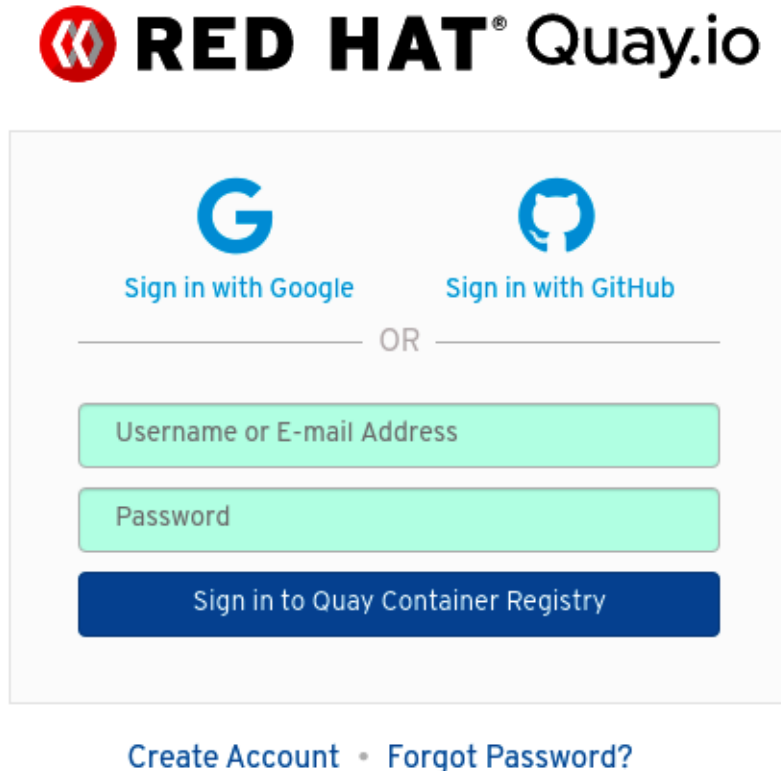 RED HAT® Quay.io
Sign in with Google Sign in with GitHub
OR
Username or E-mail Address
Password
Sign in to Quay Container Registry
Create Account • Forgot Password?